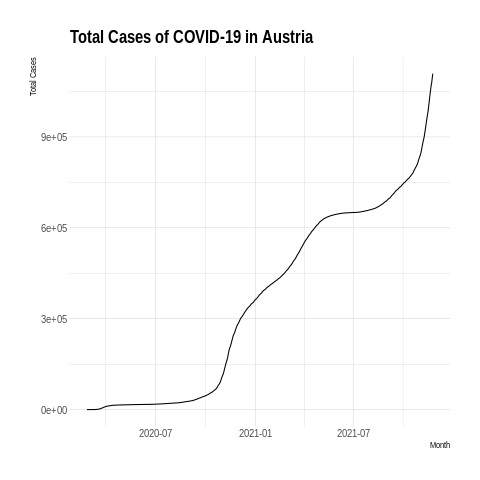 Total Cases of COVID-19 in Austria
Total Cases
9e+05
6e+05
3e+05
0e+00
2020-07 2021-01 2021-07
Month